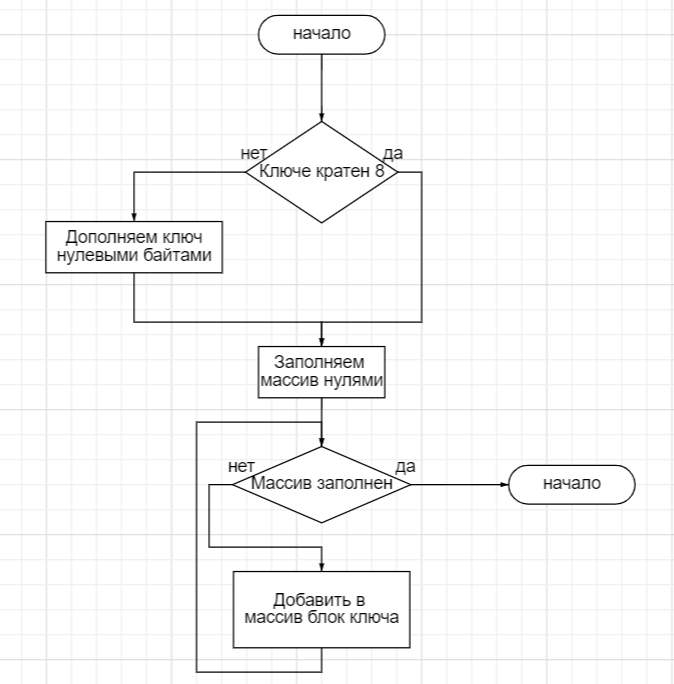 начало
нет
да
Ключе кратен 8
Дополняем ключ
нулевыми байтами
Заполняем
массив нулями
нет
да
Массив заполнен
начало
Добавить в
массив блок ключа